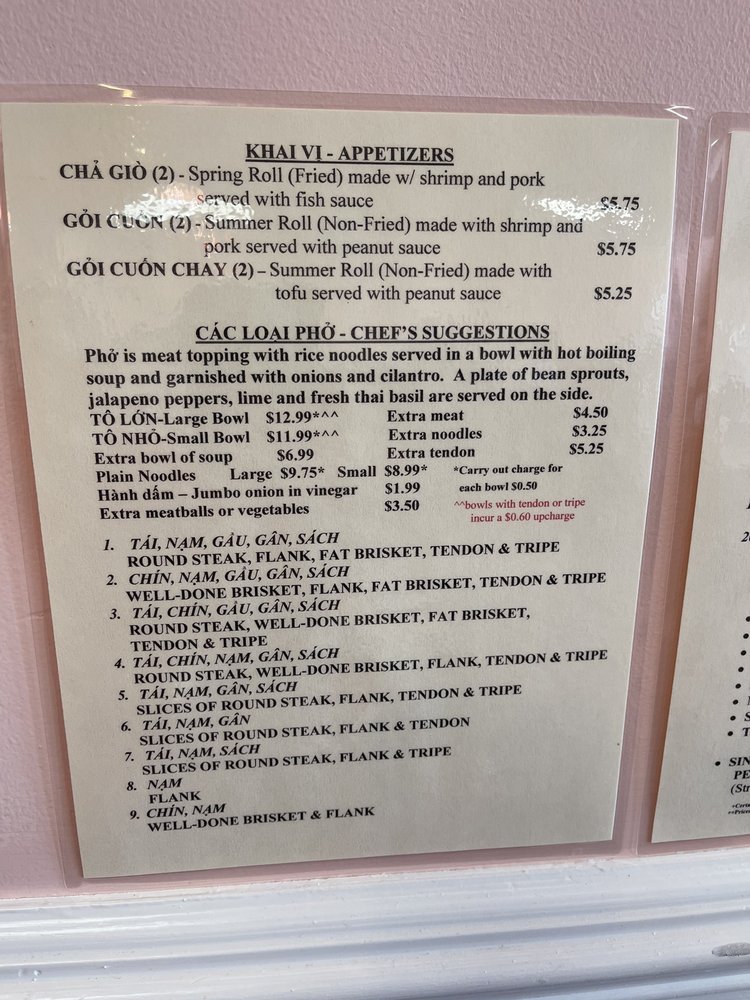 KHAI VỊ - APPETIZERS
CHẢ GIÒ (2) - Spring Roll (Fried) made w/ shrimp and pork
served with fish sauce $5.75
GỎI CUỐN (2) - Summer Roll (Non-Fried) made with shrimp and
pork served with peanut sauce $5.75
GỎI CUỐN CHAY (2) – Summer Roll (Non-Fried) made with
tofu served with peanut sauce $5.25
CÁC LOẠI PHỞ - CHEF'S SUGGESTIONS
Phở is meat topping with rice noodles served in a bowl with hot boiling
soup and garnished with onions and cilantro. A plate of bean sprouts,
jalapeno peppers, lime and fresh thai basil are served on the side.
TÔ LỚN-Large Bowl $12.99*^^ Extra meat $4.50
TÔ NHỎ-Small Bowl $11.99*^^ Extra noodles $3.25
Extra bowl of soup $6.99 Extra tendon $5.25
Plain Noodles Large $9.75* Small $8.99* *Carry out charge for
Hành dấm – Jumbo onion in vinegar $1.99 each bowl $0.50
Extra meatballs or vegetables $3.50 ^^bowls with tendon or tripe
incur a $0.60 upcharge
1. TÁI, NẠM, GẦU, GÂN, SÁCH
ROUND STEAK, FLANK, FAT BRISKET, TENDON & TRIPE
2. CHÍN, NẠM, GẦU, GÂN, SÁCH
WELL-DONE BRISKET, FLANK, FAT BRISKET, TENDON & TRIPE
3. TÁI, CHÍN, GẦU, GÂN, SÁCH
ROUND STEAK, WELL-DONE BRISKET, FAT BRISKET,
TENDON & TRIPE
4. TÁI, CHÍN, NẠM, GÂN, SÁCH
ROUND STEAK, WELL-DONE BRISKET, FLANK, TENDON & TRIPE
5. TÁI, NẠM, GÂN, SÁCH
SLICES OF ROUND STEAK, FLANK, TENDON & TRIPE
6. TÁI, NẠM, GÂN
SLICES OF ROUND STEAK, FLANK & TENDON
7. TÁI, NẠM, SÁCH
SLICES OF ROUND STEAK, FLANK & TRIPE
8. NẠM
FLANK
9. CHÍN, NẠM
WELL-DONE BRISKET & FLANK